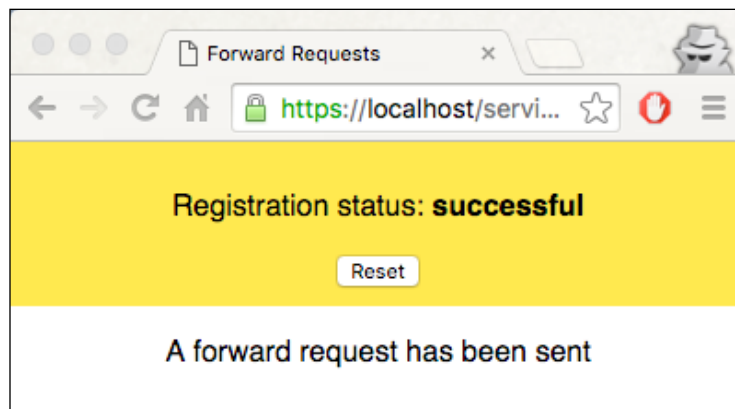 Forward Requests
https://localhost/servi...
Registration status: successful
Reset
A forward request has been sent